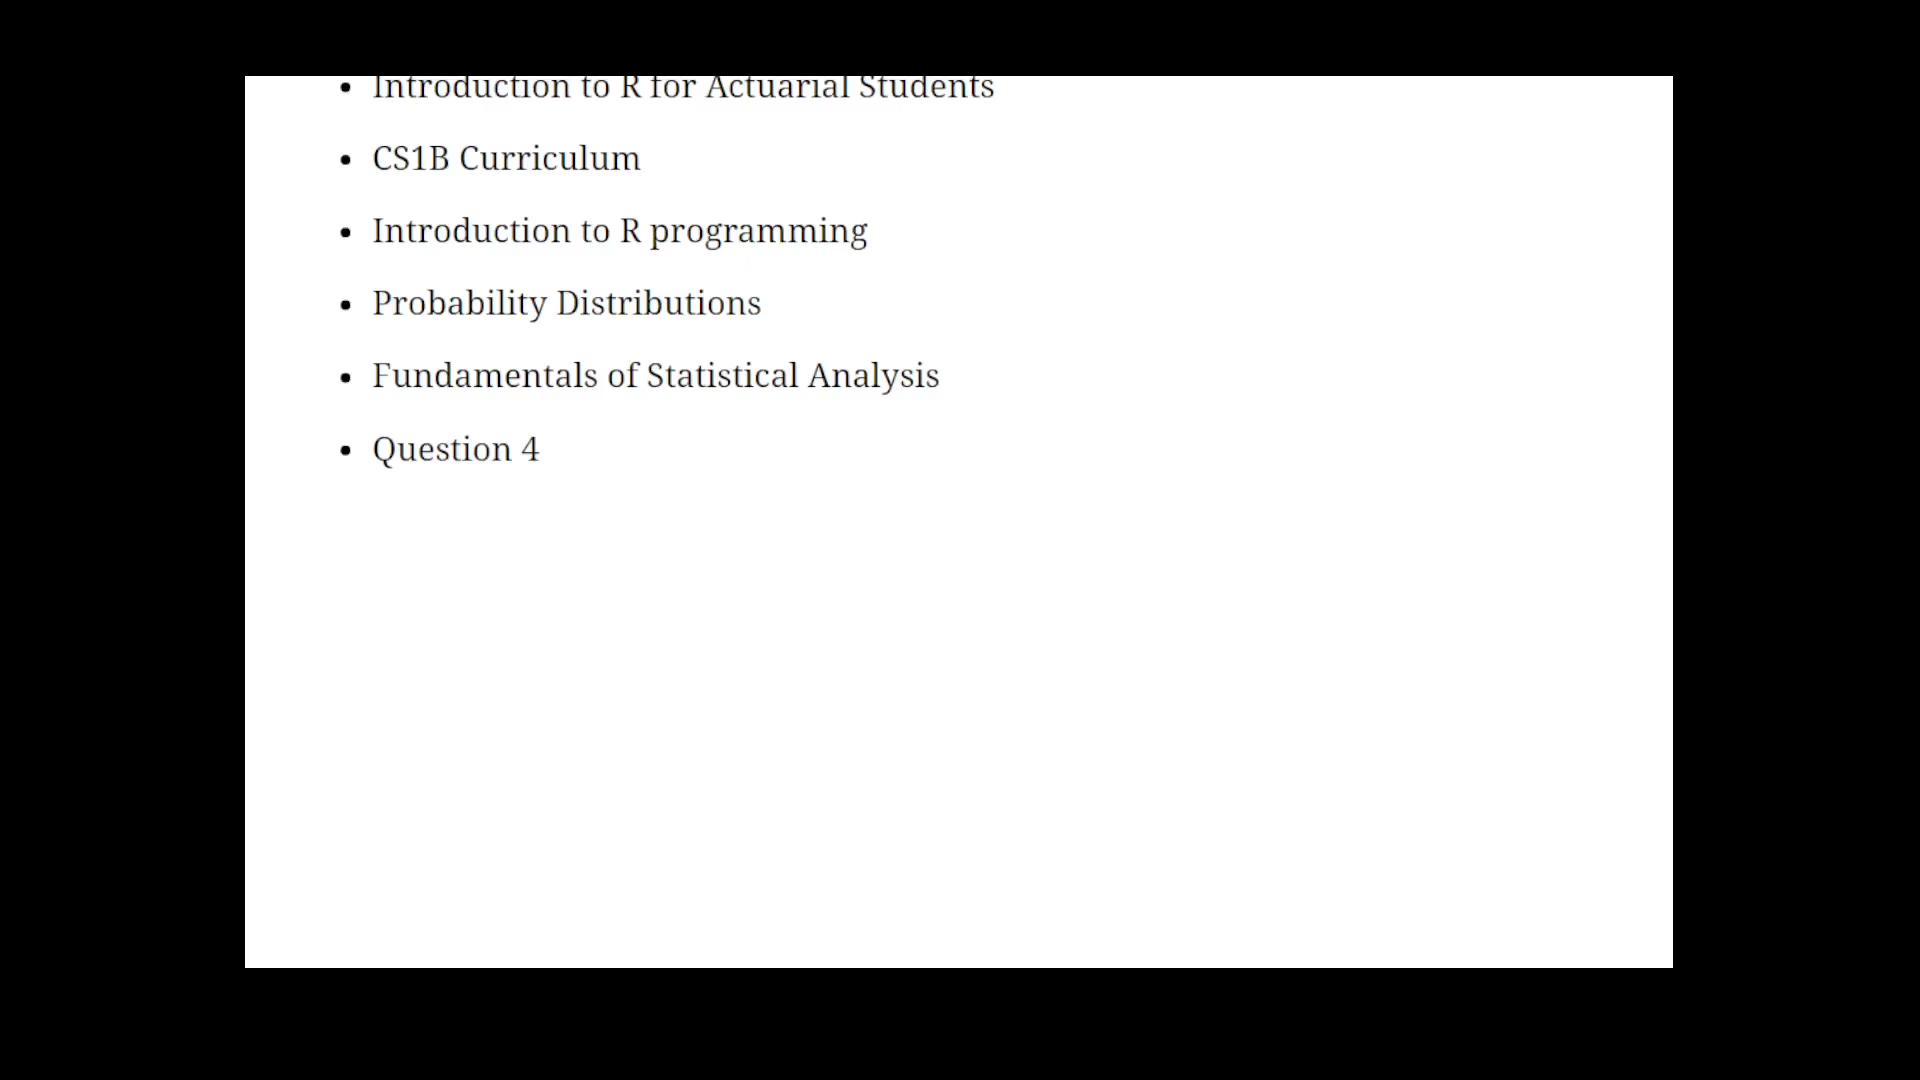 • Introduction to R for Actuarial Students
• CS1B Curriculum
• Introduction to R programming
• Probability Distributions
• Fundamentals of Statistical Analysis
• Question 4